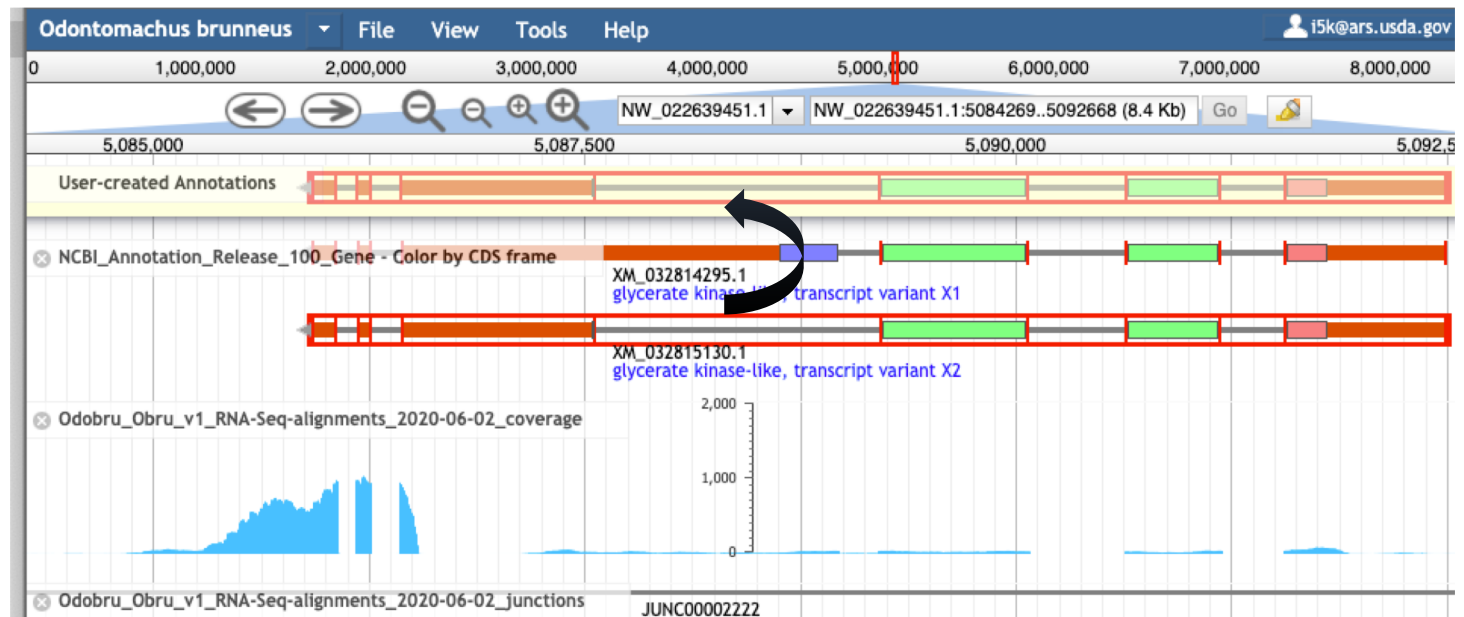 Odontomachus brunneus File View Tools Help i5k@ars.usda.gov
0 1,000,000 2,000,000 3,000,000 4,000,000 5,000,000 6,000,000 7,000,000 8,000,000
NW_022639451.1 NW_022639451.1:5084269..5092668 (8.4 Kb) Go
5,085,000 5,087,500 5,090,000 5,092,5
User-created Annotations
NCBI_Annotation_Release_100_Gene - Color by CDS frame
XM_032814295.1
glycerate kinase-like, transcript variant X1
XM_032815130.1
glycerate kinase-like, transcript variant X2
2,000
Odobru_Obru_v1_RNA-Seq-alignments_2020-06-02_coverage
1,000
0
Odobru_Obru_v1_RNA-Seq-alignments_2020-06-02_junctions
JUNC00002222